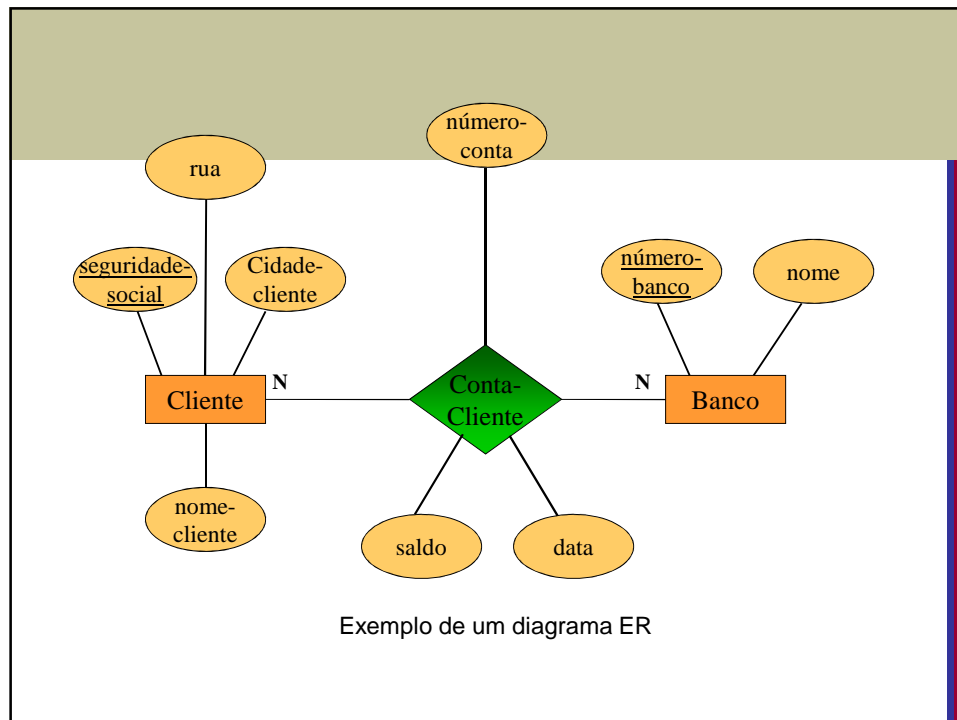 número-
conta
rua
seguridade-
social
Cidade-
cliente
número-
banco
nome
Cliente
N
Conta-
Cliente
N
Banco
nome-
cliente
saldo
data
Exemplo de um diagrama ER